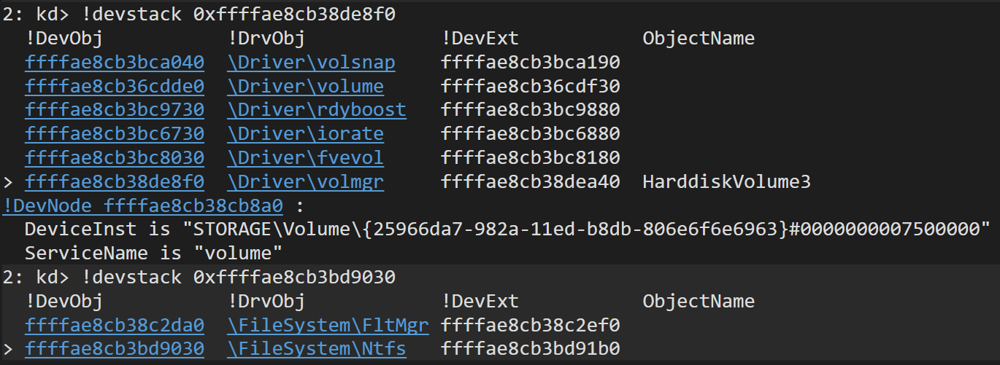 2: kd> !devstack 0xffffae8cb38de8f0
!DevObj !DrvObj !DevExt ObjectName
ffffae8cb3bca040 \Driver\volsnap ffffae8cb3bca190
ffffae8cb36cdde0 \Driver\volume ffffae8cb36cdf30
ffffae8cb3bc9730 \Driver\rdyboost ffffae8cb3bc9880
ffffae8cb3bc6730 \Driver\iorate ffffae8cb3bc6880
ffffae8cb3bc8030 \Driver\fvevol ffffae8cb3bc8180
> ffffae8cb38de8f0 \Driver\volmgr ffffae8cb38dea40 HarddiskVolume3
!DevNode ffffae8cb38cb8a0 :
DeviceInst is "STORAGE\Volume\{25966da7-982a-11ed-b8db-806e6f6e6963}#0000000007500000"
ServiceName is "volume"
2: kd> !devstack 0xffffae8cb3bd9030
!DevObj !DrvObj !DevExt ObjectName
ffffae8cb38c2da0 \FileSystem\FltMgr ffffae8cb38c2ef0
> ffffae8cb3bd9030 \FileSystem\Ntfs ffffae8cb3bd91b0